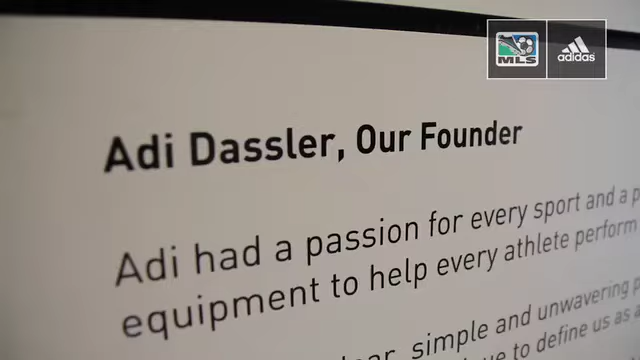 MLS
adidas
Adi Dassler, Our Founder
Adi had a passion for every sport and a
equipment to help every athlete perform
simple and unwavering
to define us as